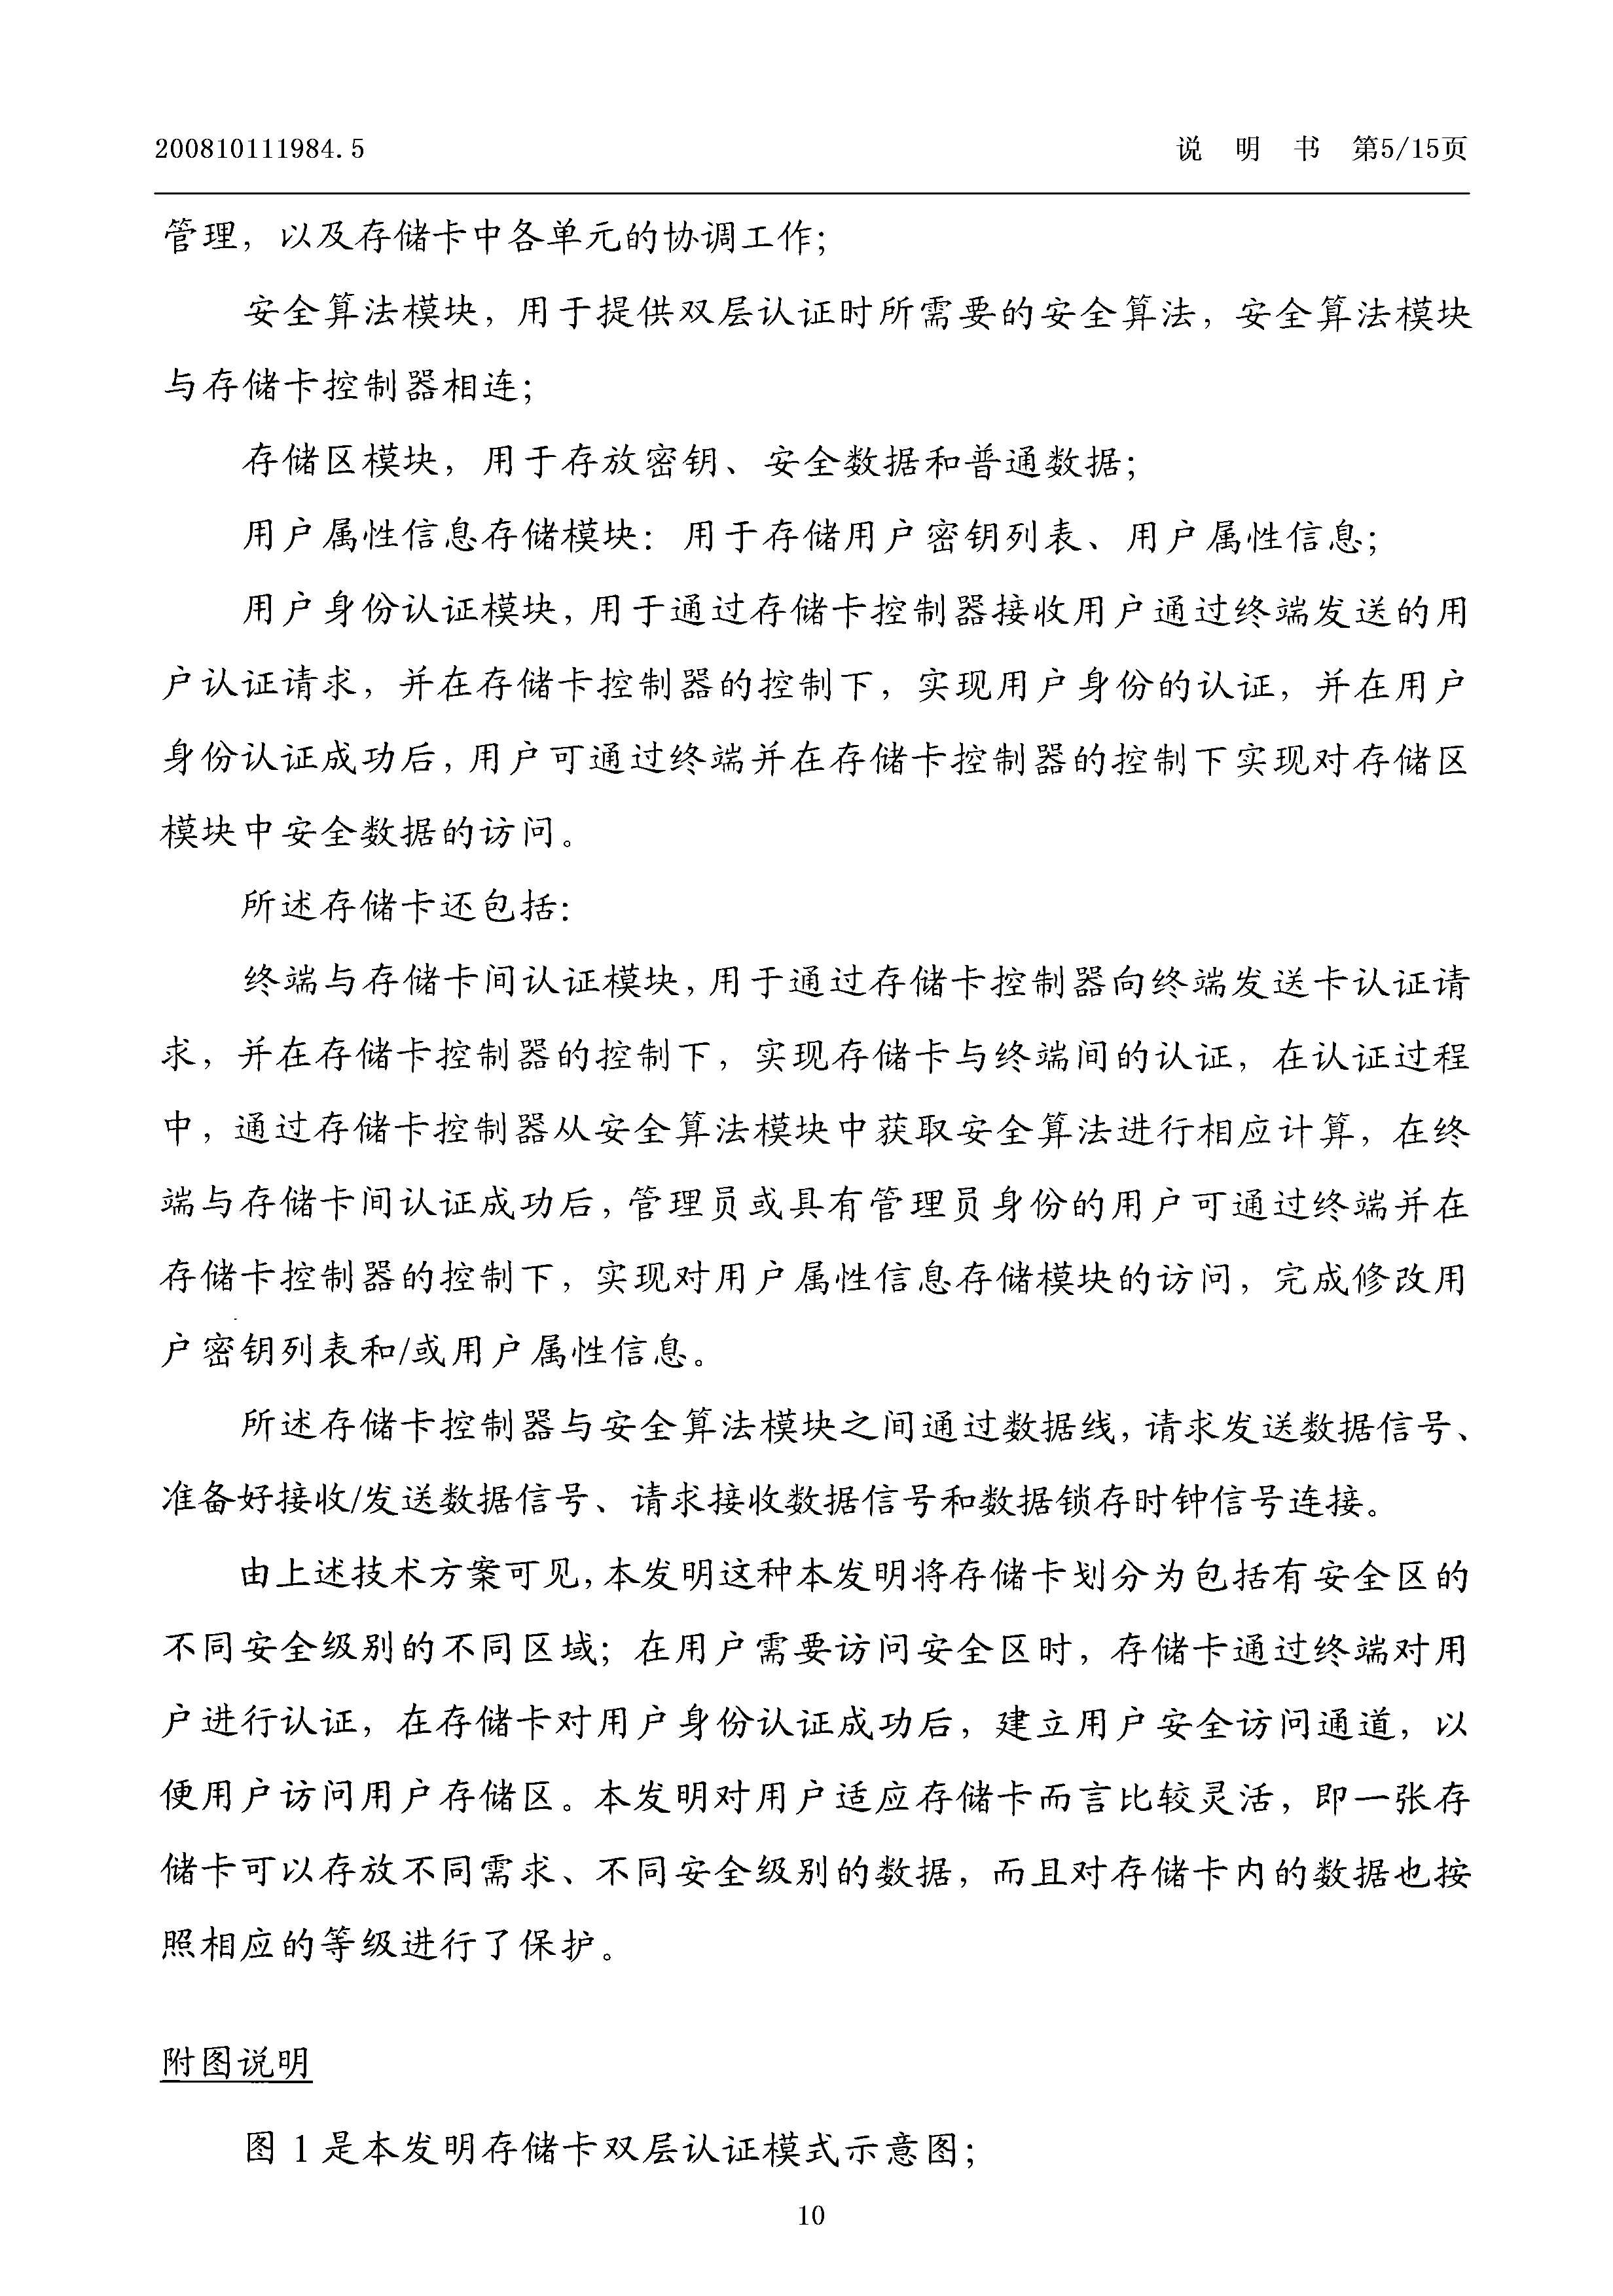 200810111984.5 说 明 书 第5/15页
管理，以及存储卡中各单元的协调工作；
安全算法模块，用于提供双层认证时所需要的安全算法，安全算法模块
与存储卡控制器相连；
存储区模块，用于存放密钥、安全数据和普通数据；
用户属性信息存储模块：用于存储用户密钥列表、用户属性信息；
用户身份认证模块，用于通过存储卡控制器接收用户通过终端发送的用
户认证请求，并在存储卡控制器的控制下，实现用户身份的认证，并在用户
身份认证成功后，用户可通过终端并在存储卡控制器的控制下实现对存储区
模块中安全数据的访问。
所述存储卡还包括：
终端与存储卡间认证模块，用于通过存储卡控制器向终端发送卡认证请
求，并在存储卡控制器的控制下，实现存储卡与终端间的认证，在认证过程
中，通过存储卡控制器从安全算法模块中获取安全算法进行相应计算，在终
端与存储卡间认证成功后，管理员或具有管理员身份的用户可通过终端并在
存储卡控制器的控制下，实现对用户属性信息存储模块的访问，完成修改用
户密钥列表和/或用户属性信息。
所述存储卡控制器与安全算法模块之间通过数据线，请求发送数据信号、
准备好接收/发送数据信号、请求接收数据信号和数据锁存时钟信号连接。
由上述技术方案可见，本发明这种本发明将存储卡划分为包括有安全区的
不同安全级别的不同区域；在用户需要访问安全区时，存储卡通过终端对用
户进行认证，在存储卡对用户身份认证成功后，建立用户安全访问通道，以
便用户访问用户存储区。本发明对用户适应存储卡而言比较灵活，即一张存
储卡可以存放不同需求、不同安全级别的数据，而且对存储卡内的数据也按
照相应的等级进行了保护。
附图说明
图 1 是本发明存储卡双层认证模式示意图；
10